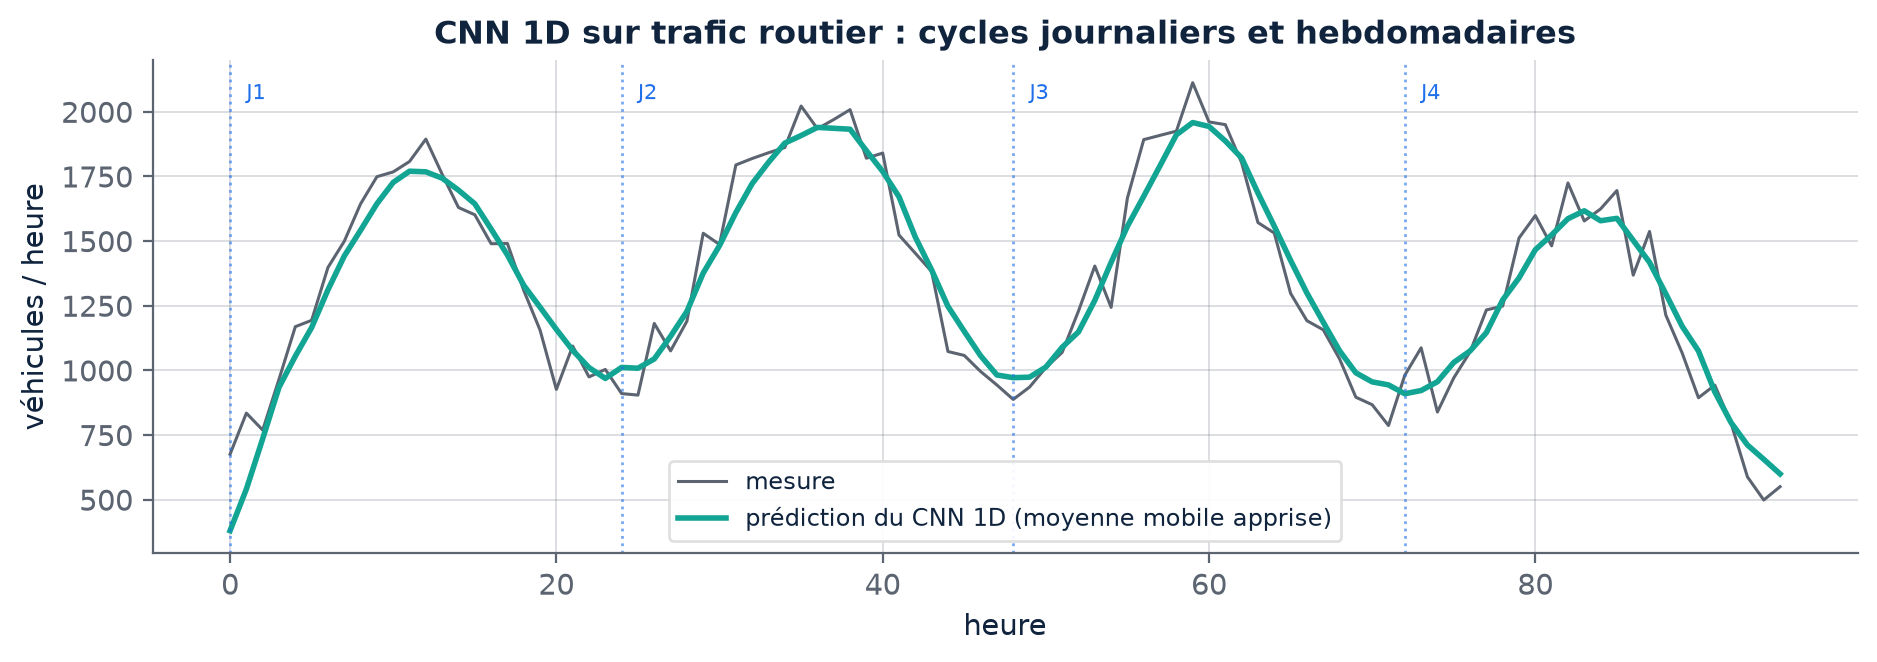 CNN 1D sur trafic routier : cycles journaliers et hebdomadaires
J1
J2
J3
J4
2000
1750
1500
1250
1000
750
500
véhicules / heure
mesure
prédiction du CNN 1D (moyenne mobile apprise)
0
20
40
60
80
heure